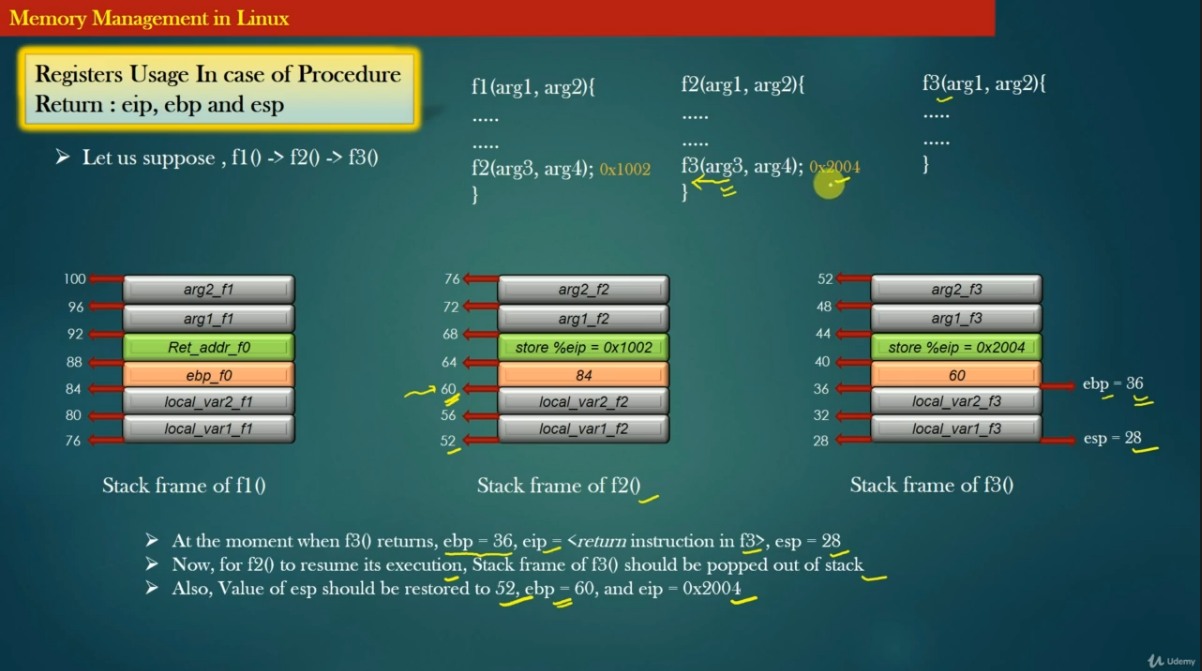 Memory Management in Linux
Registers Usage In case of Procedure
Return : eip, ebp and esp
➤ Let us suppose , f1() -> f2() -> f3()
f1(arg1, arg2){
.....
.....
f2(arg3, arg4); 0x1002
}
f2(arg1, arg2){
.....
.....
f3(arg3, arg4); 0x2004
}
f3(arg1, arg2){
.....
.....
}
100
arg2_f1
96
arg1_f1
92
Ret_addr_f0
88
ebp_f0
84
local_var2_f1
80
local_var1_f1
76
Stack frame of f1()
76
arg2_f2
72
arg1_f2
68
store %eip = 0x1002
64
84
60
local_var2_f2
56
local_var1_f2
52
Stack frame of f2()
52
arg2_f3
48
arg1_f3
44
store %eip = 0x2004
40
60
36
ebp = 36
local_var2_f3
32
local_var1_f3
28
esp = 28
Stack frame of f3()
➤ At the moment when f3() returns, ebp = 36, eip = <return instruction in f3>, esp = 28
➤ Now, for f2() to resume its execution, Stack frame of f3() should be popped out of stack
➤ Also, Value of esp should be restored to 52, ebp = 60, and eip = 0x2004
Udemy